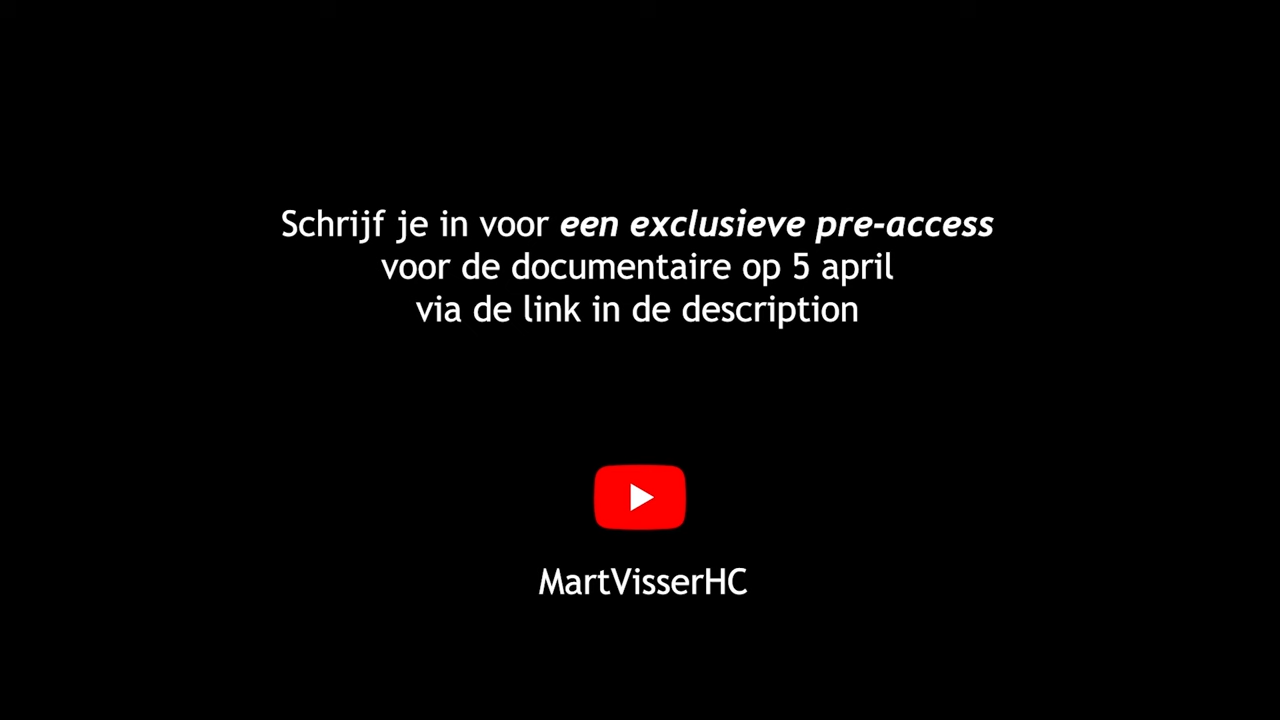 Schrijf je in voor een exclusieve pre-access
voor de documentaire op 5 april
via de link in de description
MartVisserHC